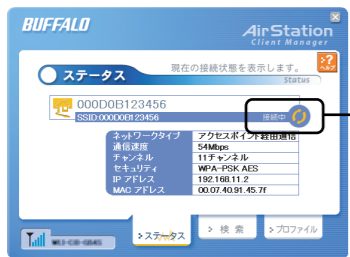 BUFFALO
AirStation
Client Manager
ステータス
現在の接続状態を表示します。
Status
ヘルプ
000D0B123456
SSID:000D0B123456
接続中
ネットワークタイプ アクセスポイント経由通信
通信速度 54Mbps
チャンネル 11チャンネル
セキュリティ WPA-PSK AES
IP アドレス 192.168.11.2
MAC アドレス 00.07.40.91.45.7f
WLI-CB-G54S
ステータス
検 索
プロファイル